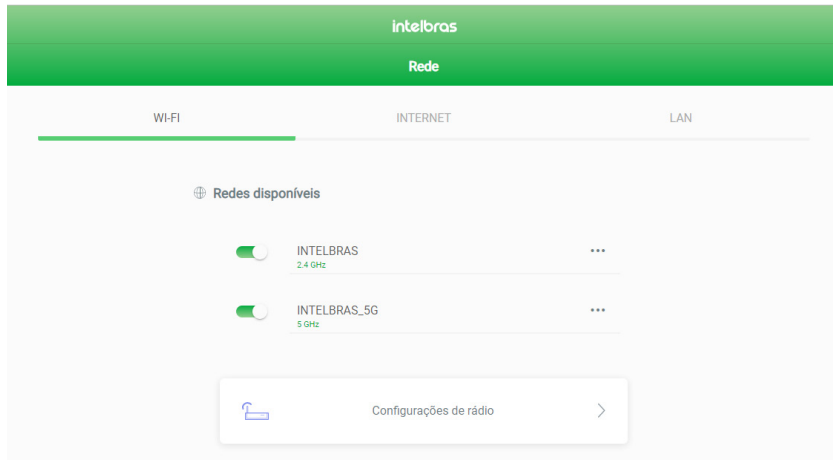 intelbras
Rede
WI-FI INTERNET LAN
Redes disponíveis
INTELBRAS
2.4 GHz
INTELBRAS_5G
5 GHz
Configurações de rádio